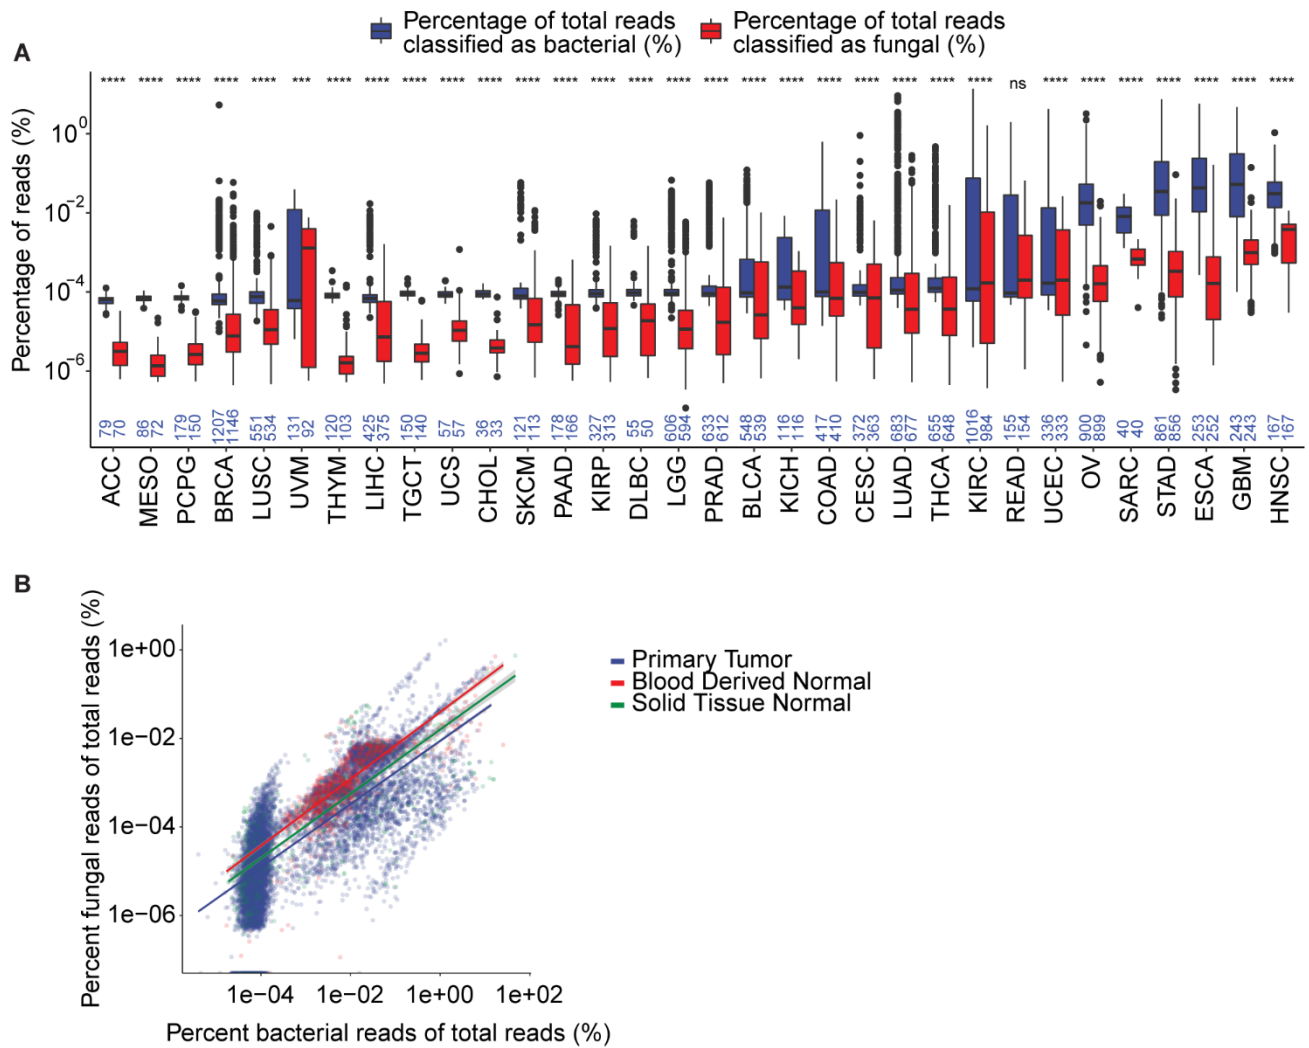 Percentage of total reads
classified as bacterial (%)
Percentage of total reads
classified as fungal (%)
A
Percentage of reads (%)
**** **** **** **** **** *** **** **** **** **** **** **** **** **** **** **** **** **** **** **** **** **** **** **** ns **** **** **** **** **** **** ****
10^0
10^-2
10^-4
10^-6
79 70 86 72 179 150 1207 1146 551 534 131 92 120 103 425 375 150 140 57 57 36 33 121 113 178 166 327 313 55 50 606 594 633 612 548 539 116 116 417 410 372 363 683 677 655 648 1016 984 155 154 336 333 900 899 40 40 861 856 253 252 243 243 167 167
ACC MESO PCPG BRCA LUSC UVM THYM LIHC TGCT UCS CHOL SKCM PAAD KIRP DLBC LGG PRAD BLCA KICH COAD CESC LUAD THCA KIRC READ UCEC OV SARC STAD ESCA GBM HNSC
B
Percent fungal reads of total reads (%)
1e+00
1e-02
1e-04
1e-06
Primary Tumor
Blood Derived Normal
Solid Tissue Normal
1e-04 1e-02 1e+00 1e+02
Percent bacterial reads of total reads (%)